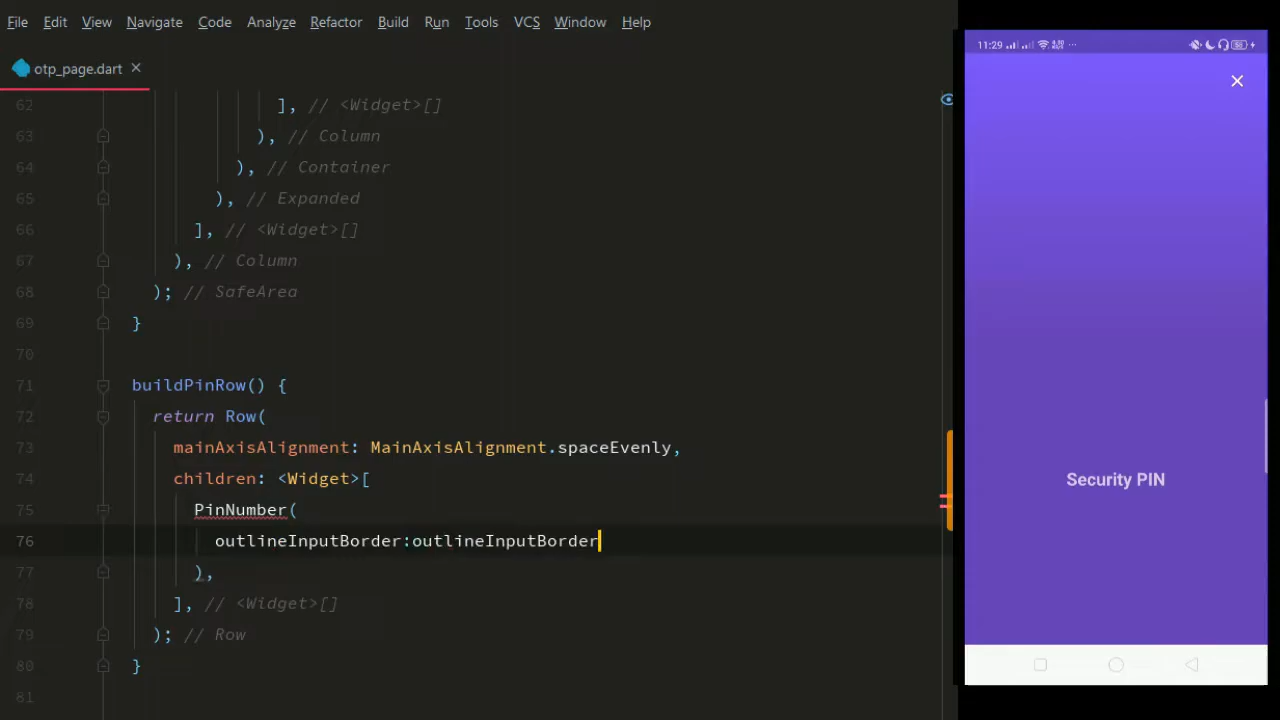 File Edit View Navigate Code Analyze Refactor Build Run Tools VCS Window Help
otp_page.dart
62 ], // <Widget>[]
63 ), // Column
64 ), // Container
65 ), // Expanded
66 ], // <Widget>[]
67 ), // Column
68 ); // SafeArea
69 }
70
71 buildPinRow() {
72 return Row(
73 mainAxisAlignment: MainAxisAlignment.spaceEvenly,
74 children: <Widget>[
75 PinNumber(
76 outlineInputBorder:outlineInputBorder
77 ),
78 ], // <Widget>[]
79 ); // Row
80 }
81
11:29
Security PIN